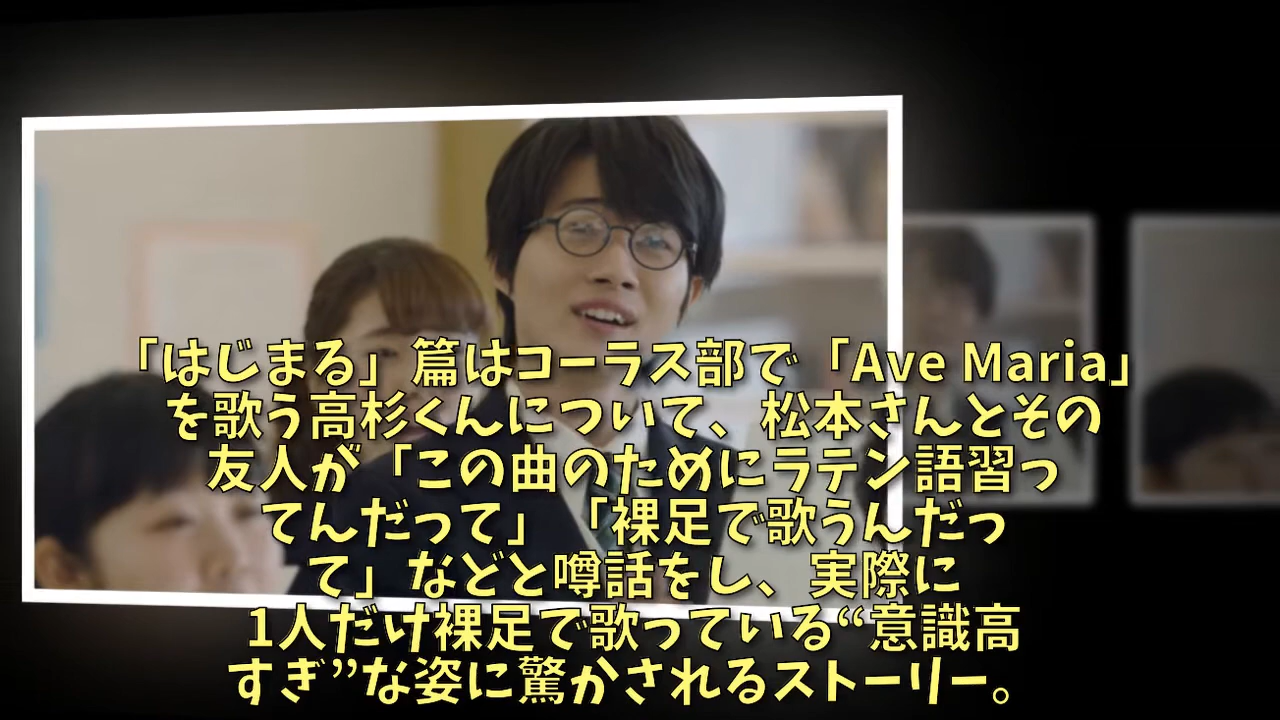 「はじまる」篇はコーラス部で「Ave Maria」
を歌う高杉くんについて、松本さんとその
友人が「この曲のためにラテン語習っ
てんだって」「裸足で歌うんだっ
て」などと噂話をし、実際に
1人だけ裸足で歌っている“意識高
すぎ”な姿に驚かされるストーリー。